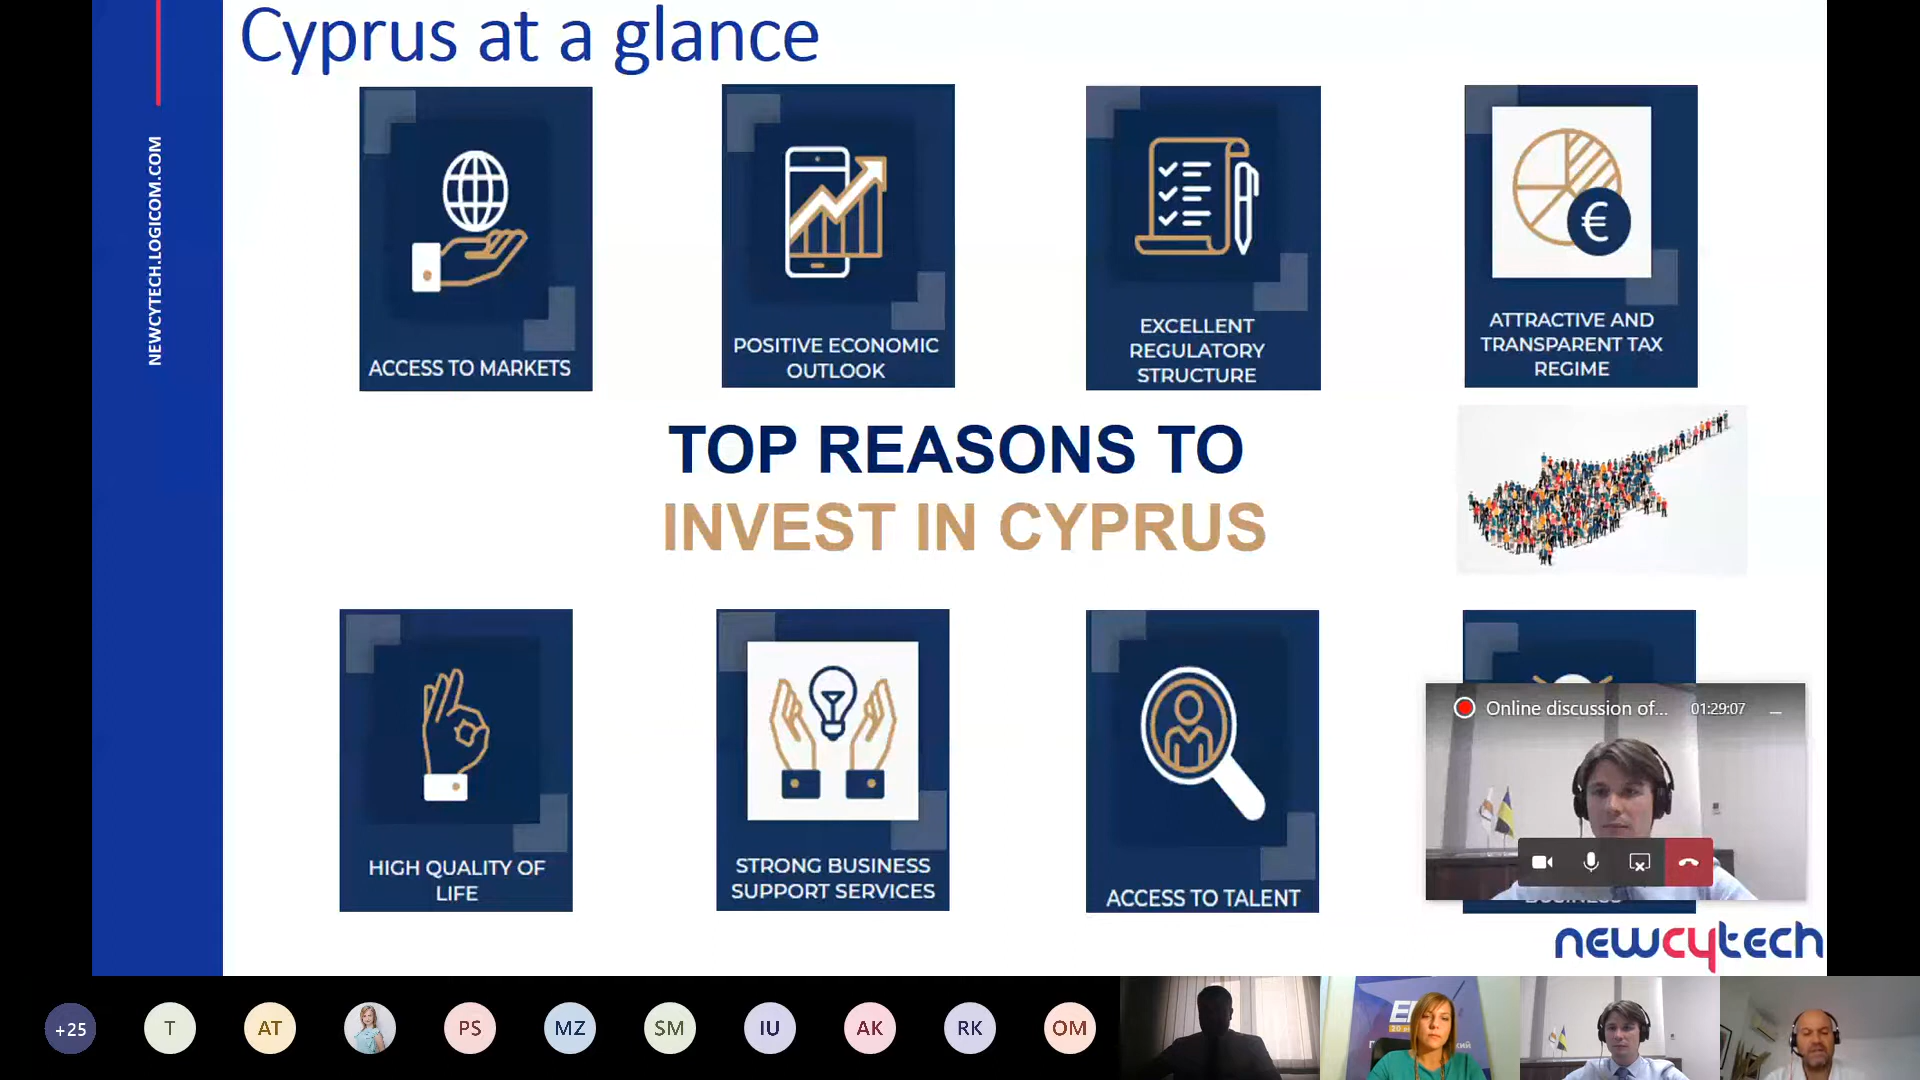 Cyprus at a glance
NEWCYTECH.LOGICOM.COM
ACCESS TO MARKETS
POSITIVE ECONOMIC
OUTLOOK
EXCELLENT
REGULATORY
STRUCTURE
€
ATTRACTIVE AND
TRANSPARENT TAX
REGIME
TOP REASONS TO
INVEST IN CYPRUS
HIGH QUALITY OF
LIFE
STRONG BUSINESS
SUPPORT SERVICES
ACCESS TO TALENT
Online discussion of... 01:29:07
BUSINESS
newcytech
+25 T AT PS MZ SM IU AK RK OM